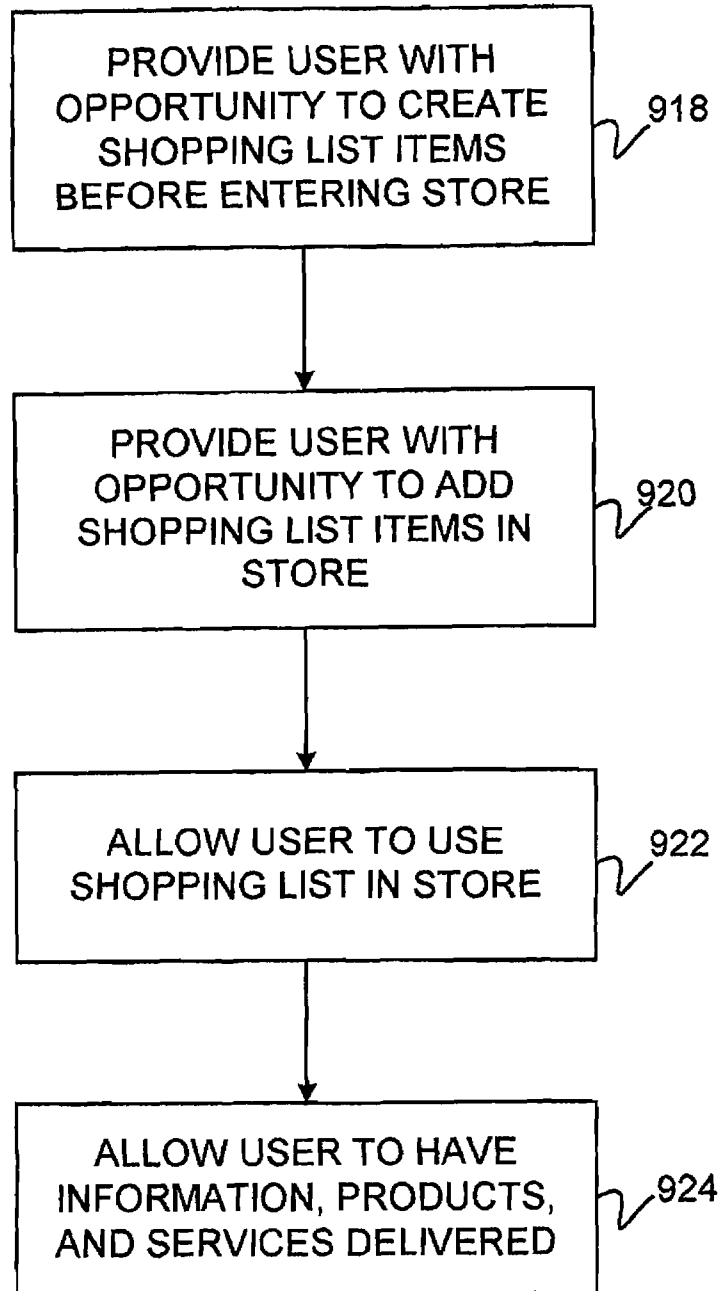 PROVIDE USER WITH
OPPORTUNITY TO CREATE
SHOPPING LIST ITEMS
BEFORE ENTERING STORE
918
PROVIDE USER WITH
OPPORTUNITY TO ADD
SHOPPING LIST ITEMS IN
STORE
920
ALLOW USER TO USE
SHOPPING LIST IN STORE
922
ALLOW USER TO HAVE
INFORMATION, PRODUCTS,
AND SERVICES DELIVERED
924